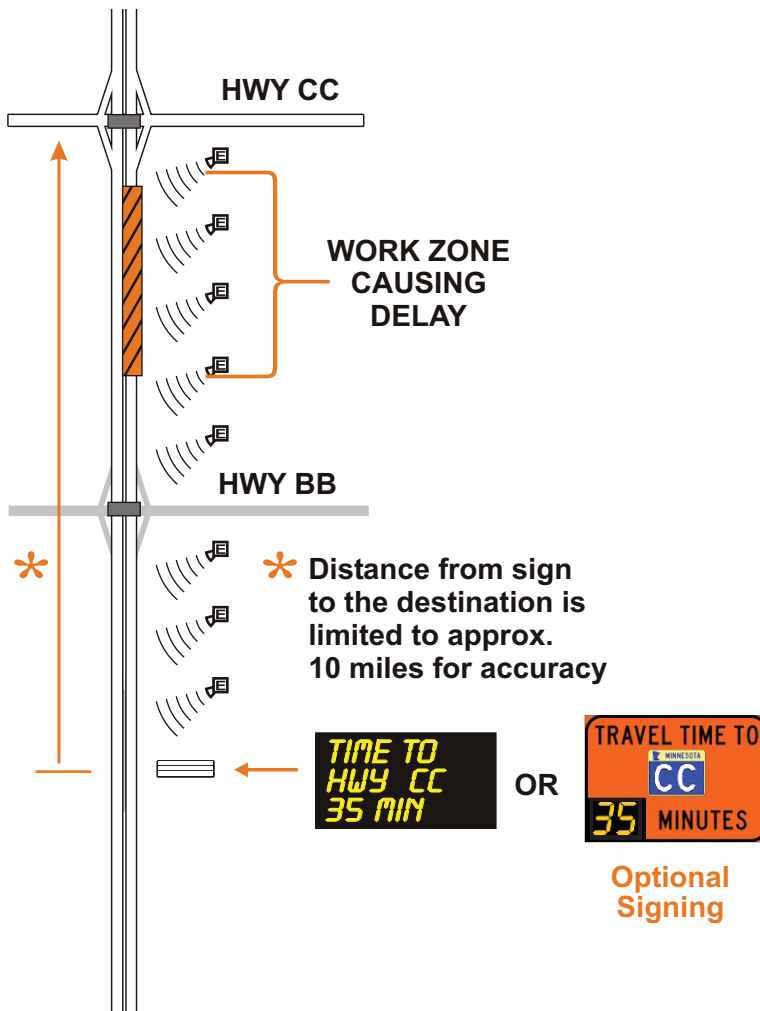 HWY CC
WORK ZONE
CAUSING
DELAY
HWY BB
* Distance from sign
to the destination is
limited to approx.
10 miles for accuracy
*
TIME TO
HWY CC
35 MIN
OR
TRAVEL TIME TO
MINNESOTA
CC
35 MINUTES
Optional
Signing